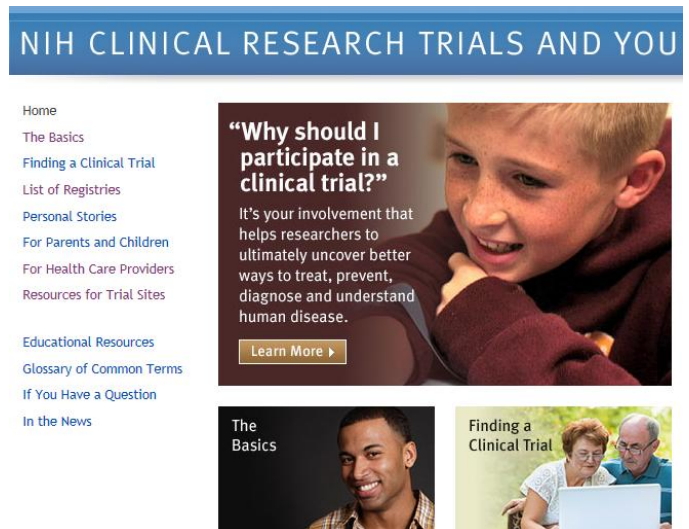 NIH CLINICAL RESEARCH TRIALS AND YOU
Home
The Basics
Finding a Clinical Trial
List of Registries
Personal Stories
For Parents and Children
For Health Care Providers
Resources for Trial Sites
Educational Resources
Glossary of Common Terms
If You Have a Question
In the News
“Why should I
participate in a
clinical trial?”
It's your involvement that
helps researchers to
ultimately uncover better
ways to treat, prevent,
diagnose and understand
human disease.
Learn More
The
Basics
Finding a
Clinical Trial